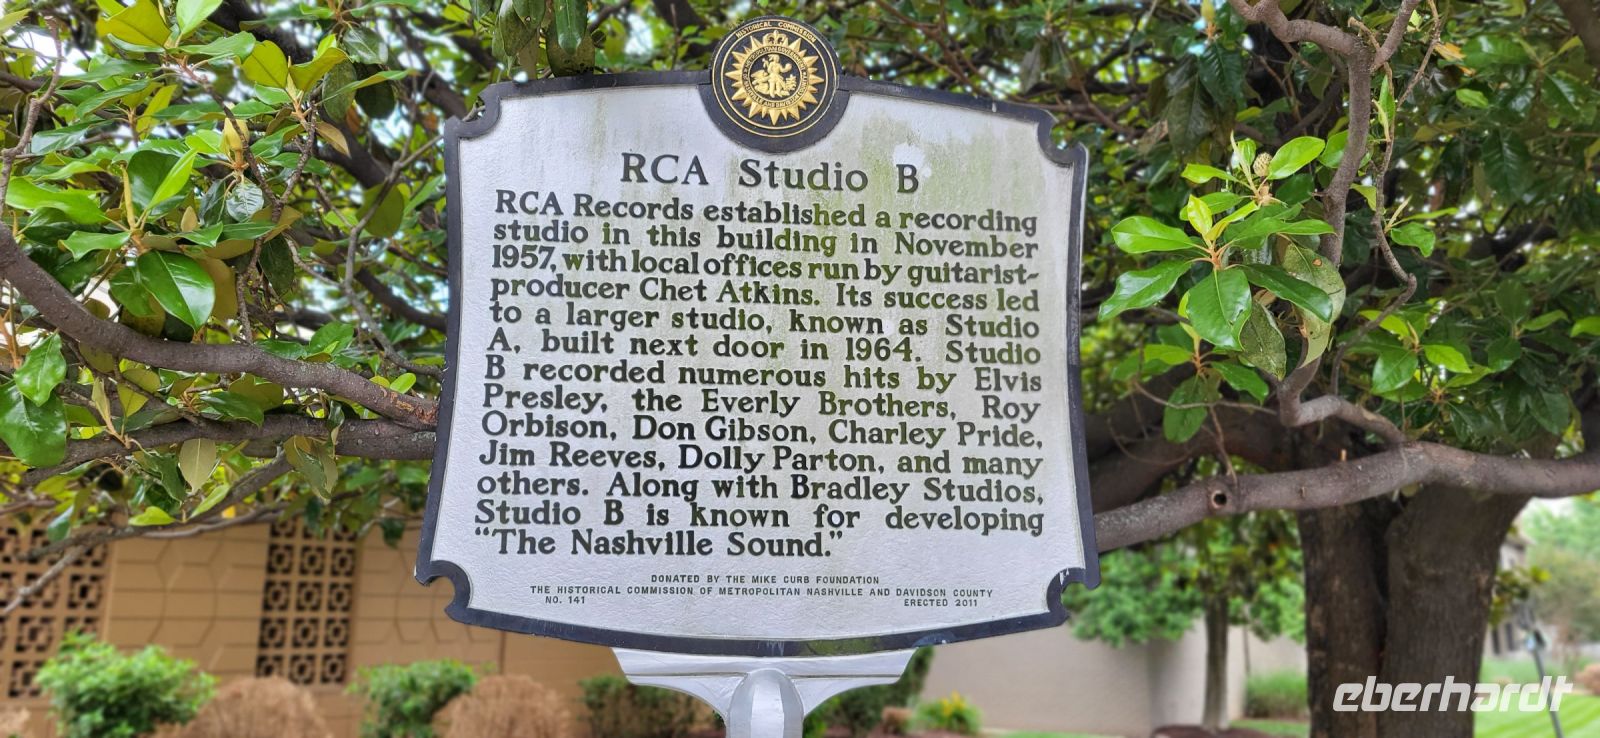 HISTORICAL COMMISSION
RCA Studio B
RCA Records established a recording
studio in this building in November
1957, with local offices run by guitarist-
producer Chet Atkins. Its success led
to a larger studio, known as Studio
A, built next door in 1964. Studio
B recorded numerous hits by Elvis
Presley, the Everly Brothers, Roy
Orbison, Don Gibson, Charley Pride,
Jim Reeves, Dolly Parton, and many
others. Along with Bradley Studios,
Studio B is known for developing
“The Nashville Sound.”
DONATED BY THE MIKE CURB FOUNDATION
THE HISTORICAL COMMISSION OF METROPOLITAN NASHVILLE AND DAVIDSON COUNTY
NO. 141 ERECTED 2011
eberhardt